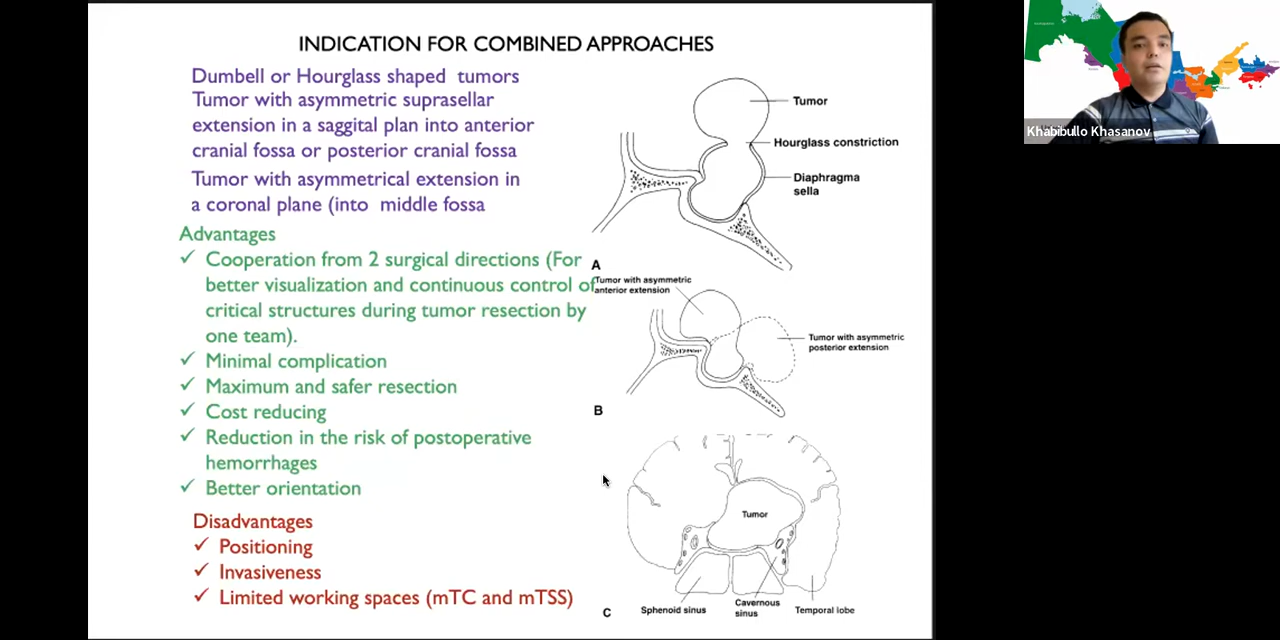 INDICATION FOR COMBINED APPROACHES
Dumbell or Hourglass shaped tumors
Tumor with asymmetric suprasellar
extension in a saggital plan into anterior
cranial fossa or posterior cranial fossa
Tumor with asymmetrical extension in
a coronal plane (into middle fossa
Advantages
✓ Cooperation from 2 surgical directions (For
better visualization and continuous control of
critical structures during tumor resection by
one team).
✓ Minimal complication
✓ Maximum and safer resection
✓ Cost reducing
✓ Reduction in the risk of postoperative
hemorrhages
✓ Better orientation
Disadvantages
✓ Positioning
✓ Invasiveness
✓ Limited working spaces (mTC and mTSS)
Tumor
Hourglass constriction
Diaphragma
sella
A
Tumor with asymmetric
anterior extension
Tumor with asymmetric
posterior extension
B
Tumor
C
Sphenoid sinus
Cavernous
sinus
Temporal lobe
Khabibullo Khasanov